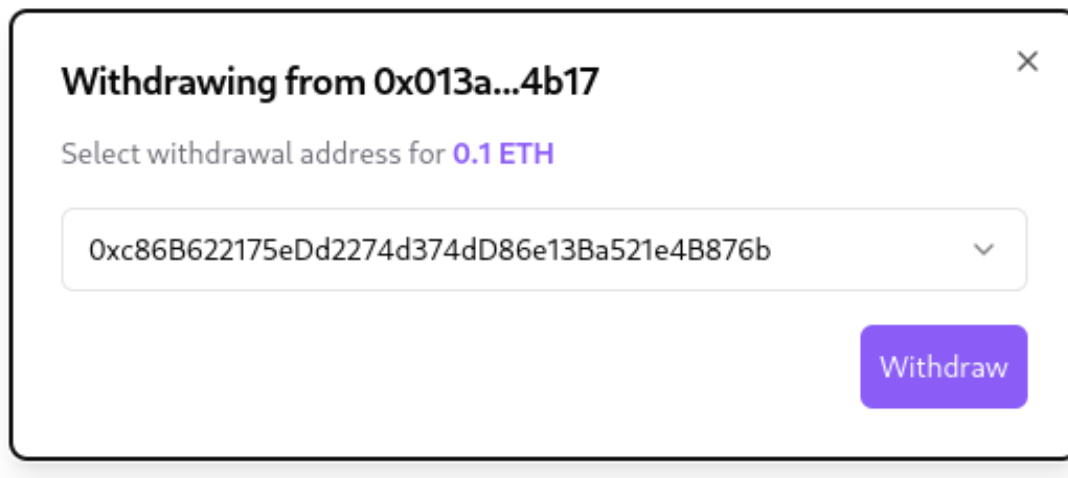 Withdrawing from 0x013a...4b17
Select withdrawal address for 0.1 ETH
0xc86B622175eDd2274d374dD86e13Ba521e4B876b
Withdraw